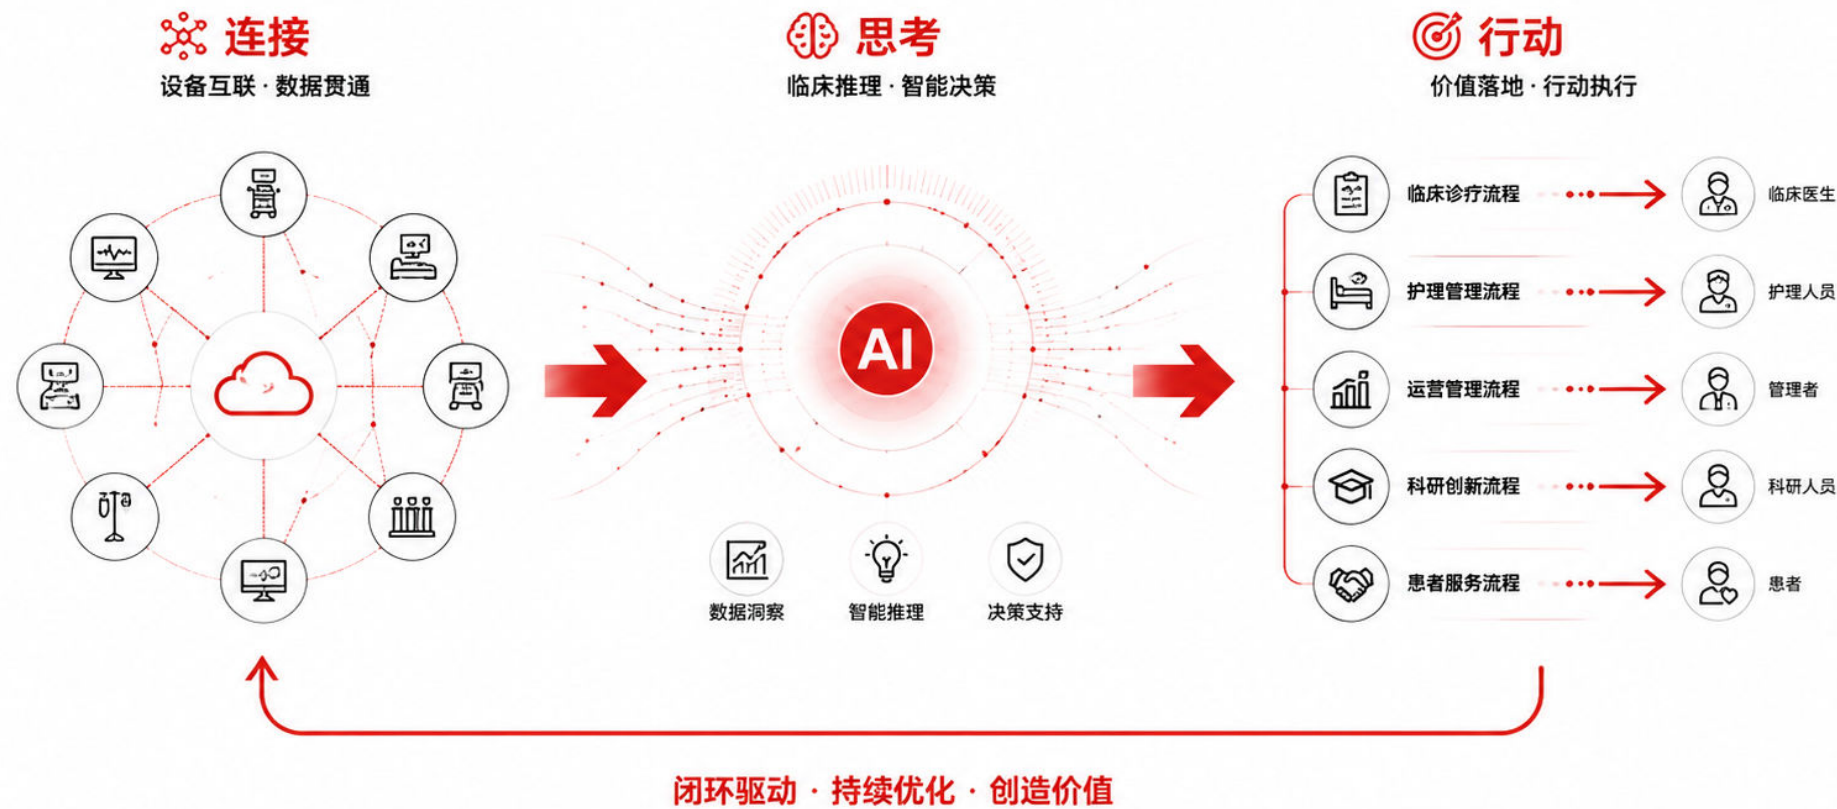 连接
设备互联·数据贯通
思考
临床推理·智能决策
行动
价值落地·行动执行
AI
数据洞察
智能推理
决策支持
临床诊疗流程
临床医生
护理管理流程
护理人员
运营管理流程
管理者
科研创新流程
科研人员
患者服务流程
患者
闭环驱动·持续优化·创造价值